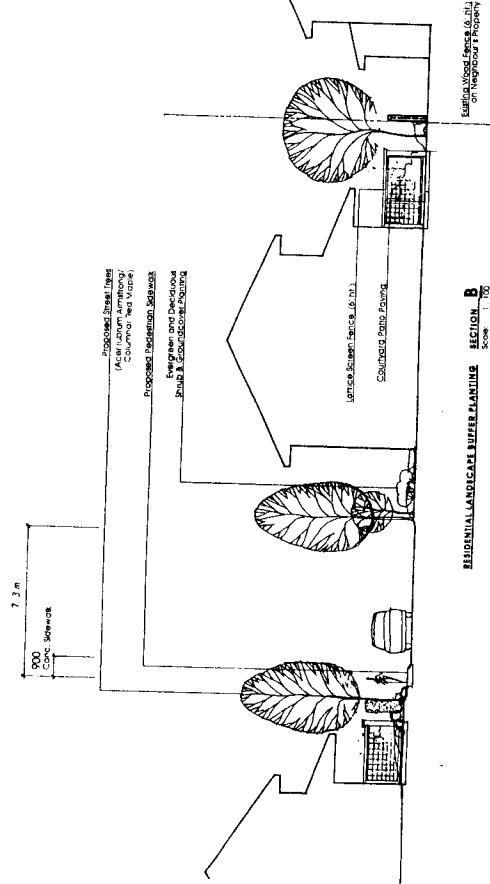 7.3 m
900
Conc. Sidewalk
Proposed Street Trees
(Acer rubrum Armstrong/
Columnar Red Maple)
Proposed Pedestrian Sidewalk
Evergreen and Deciduous
Shrub & Groundcover Planting
Lattice Screen Fence (6' ht.)
Courtyard Patio Paving
Existing Wood Fence (6' ht.)
on Neighbour's Property
RESIDENTIAL LANDSCAPE BUFFER PLANTING SECTION B
Scale: 1:100